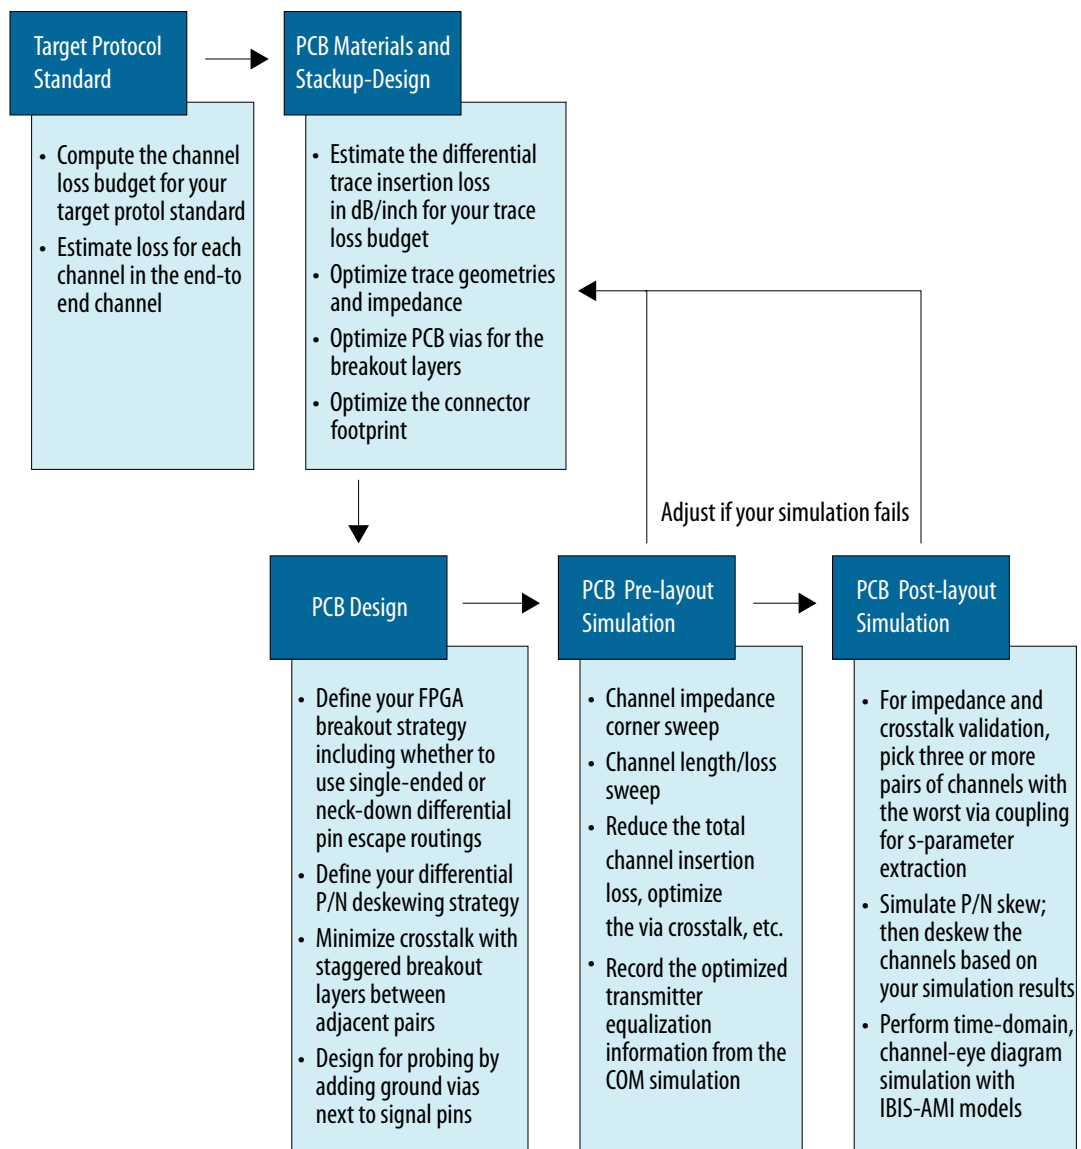 Target Protocol
Standard
• Compute the channel
loss budget for your
target protol standard
• Estimate loss for each
channel in the end-to
end channel
PCB Materials and
Stackup-Design
• Estimate the differential
trace insertion loss
in dB/inch for your trace
loss budget
• Optimize trace geometries
and impedance
• Optimize PCB vias for the
breakout layers
• Optimize the connector
footprint
Adjust if your simulation fails
PCB Design
• Define your FPGA
breakout strategy
including whether to
use single-ended or
neck-down differential
pin escape routings
• Define your differential
P/N deskewing strategy
• Minimize crosstalk with
staggered breakout
layers between
adjacent pairs
• Design for probing by
adding ground vias
next to signal pins
PCB Pre-layout
Simulation
• Channel impedance
corner sweep
• Channel length/loss
sweep
• Reduce the total
channel insertion
loss, optimize
the via crosstalk, etc.
• Record the optimized
transmitter
equalization
information from the
COM simulation
PCB Post-layout
Simulation
• For impedance and
crosstalk validation,
pick three or more
pairs of channels with
the worst via coupling
for s-parameter
extraction
• Simulate P/N skew;
then deskew the
channels based on
your simulation results
• Perform time-domain,
channel-eye diagram
simulation with
IBIS-AMI models